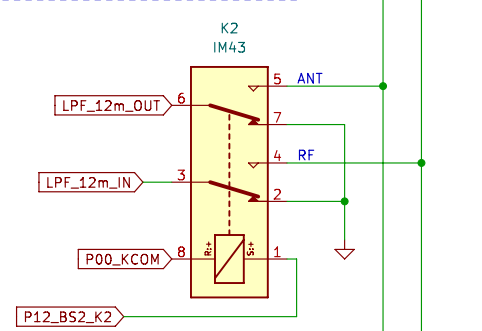 K2
IM43
5 ANT
LPF_12m_OUT 6
7
4 RF
LPF_12m_IN 3
2
P00_KCOM 8 R:+ S:+ 1
P12_BS2_K2